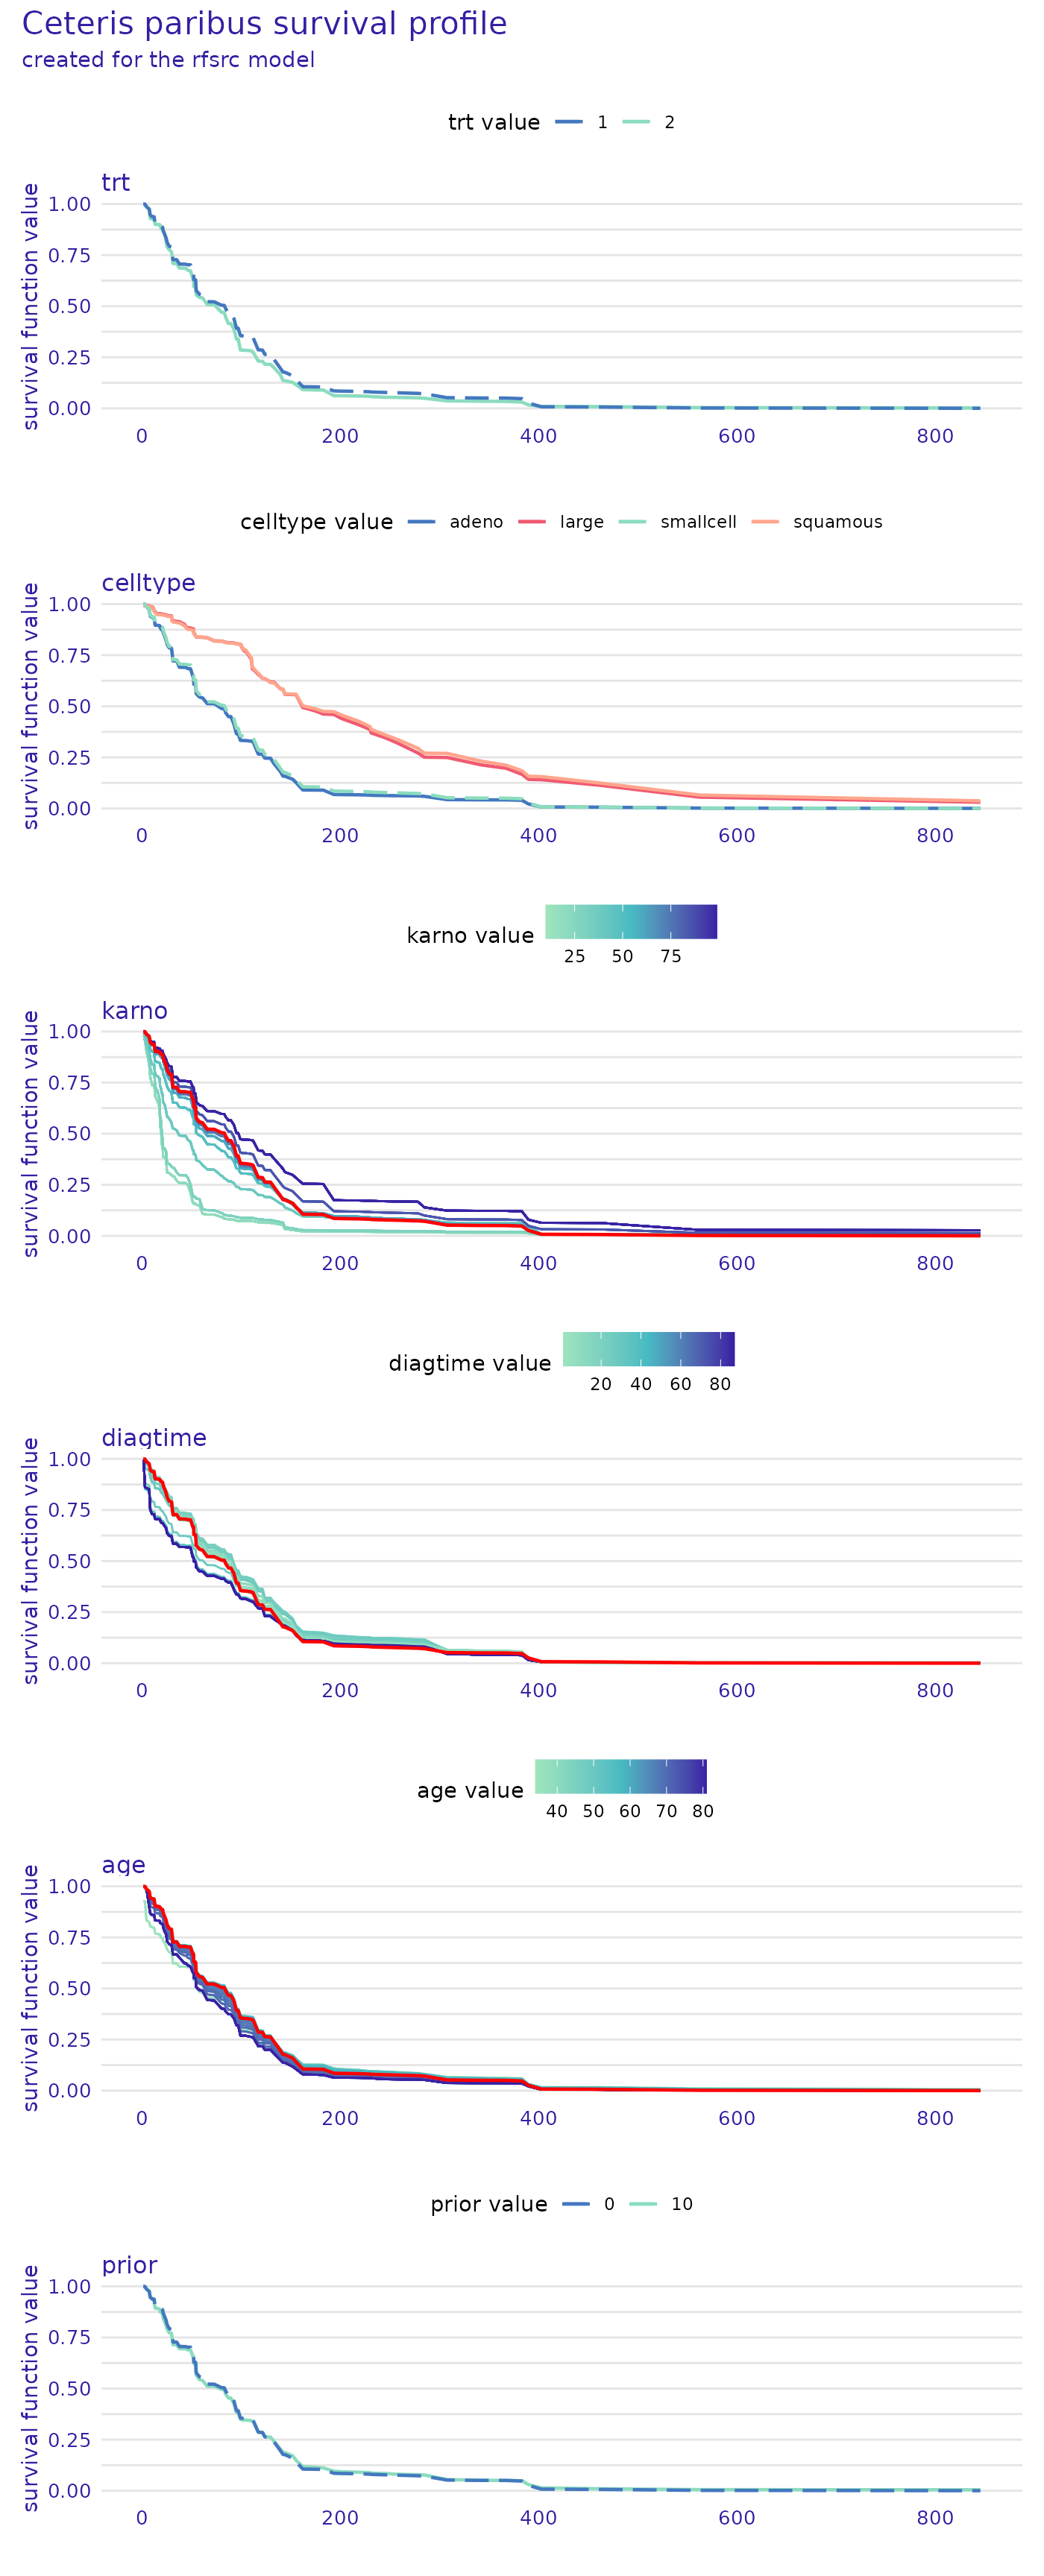 Ceteris paribus survival profile
created for the rfsrc model
trt value 1 2
trt
survival function value
1.00
0.75
0.50
0.25
0.00
0 200 400 600 800
celltype value adeno large smallcell squamous
celltype
survival function value
1.00
0.75
0.50
0.25
0.00
0 200 400 600 800
karno value
25 50 75
karno
survival function value
1.00
0.75
0.50
0.25
0.00
0 200 400 600 800
diagtime value
20 40 60 80
diagtime
survival function value
1.00
0.75
0.50
0.25
0.00
0 200 400 600 800
age value
40 50 60 70 80
age
survival function value
1.00
0.75
0.50
0.25
0.00
0 200 400 600 800
prior value 0 10
prior
survival function value
1.00
0.75
0.50
0.25
0.00
0 200 400 600 800